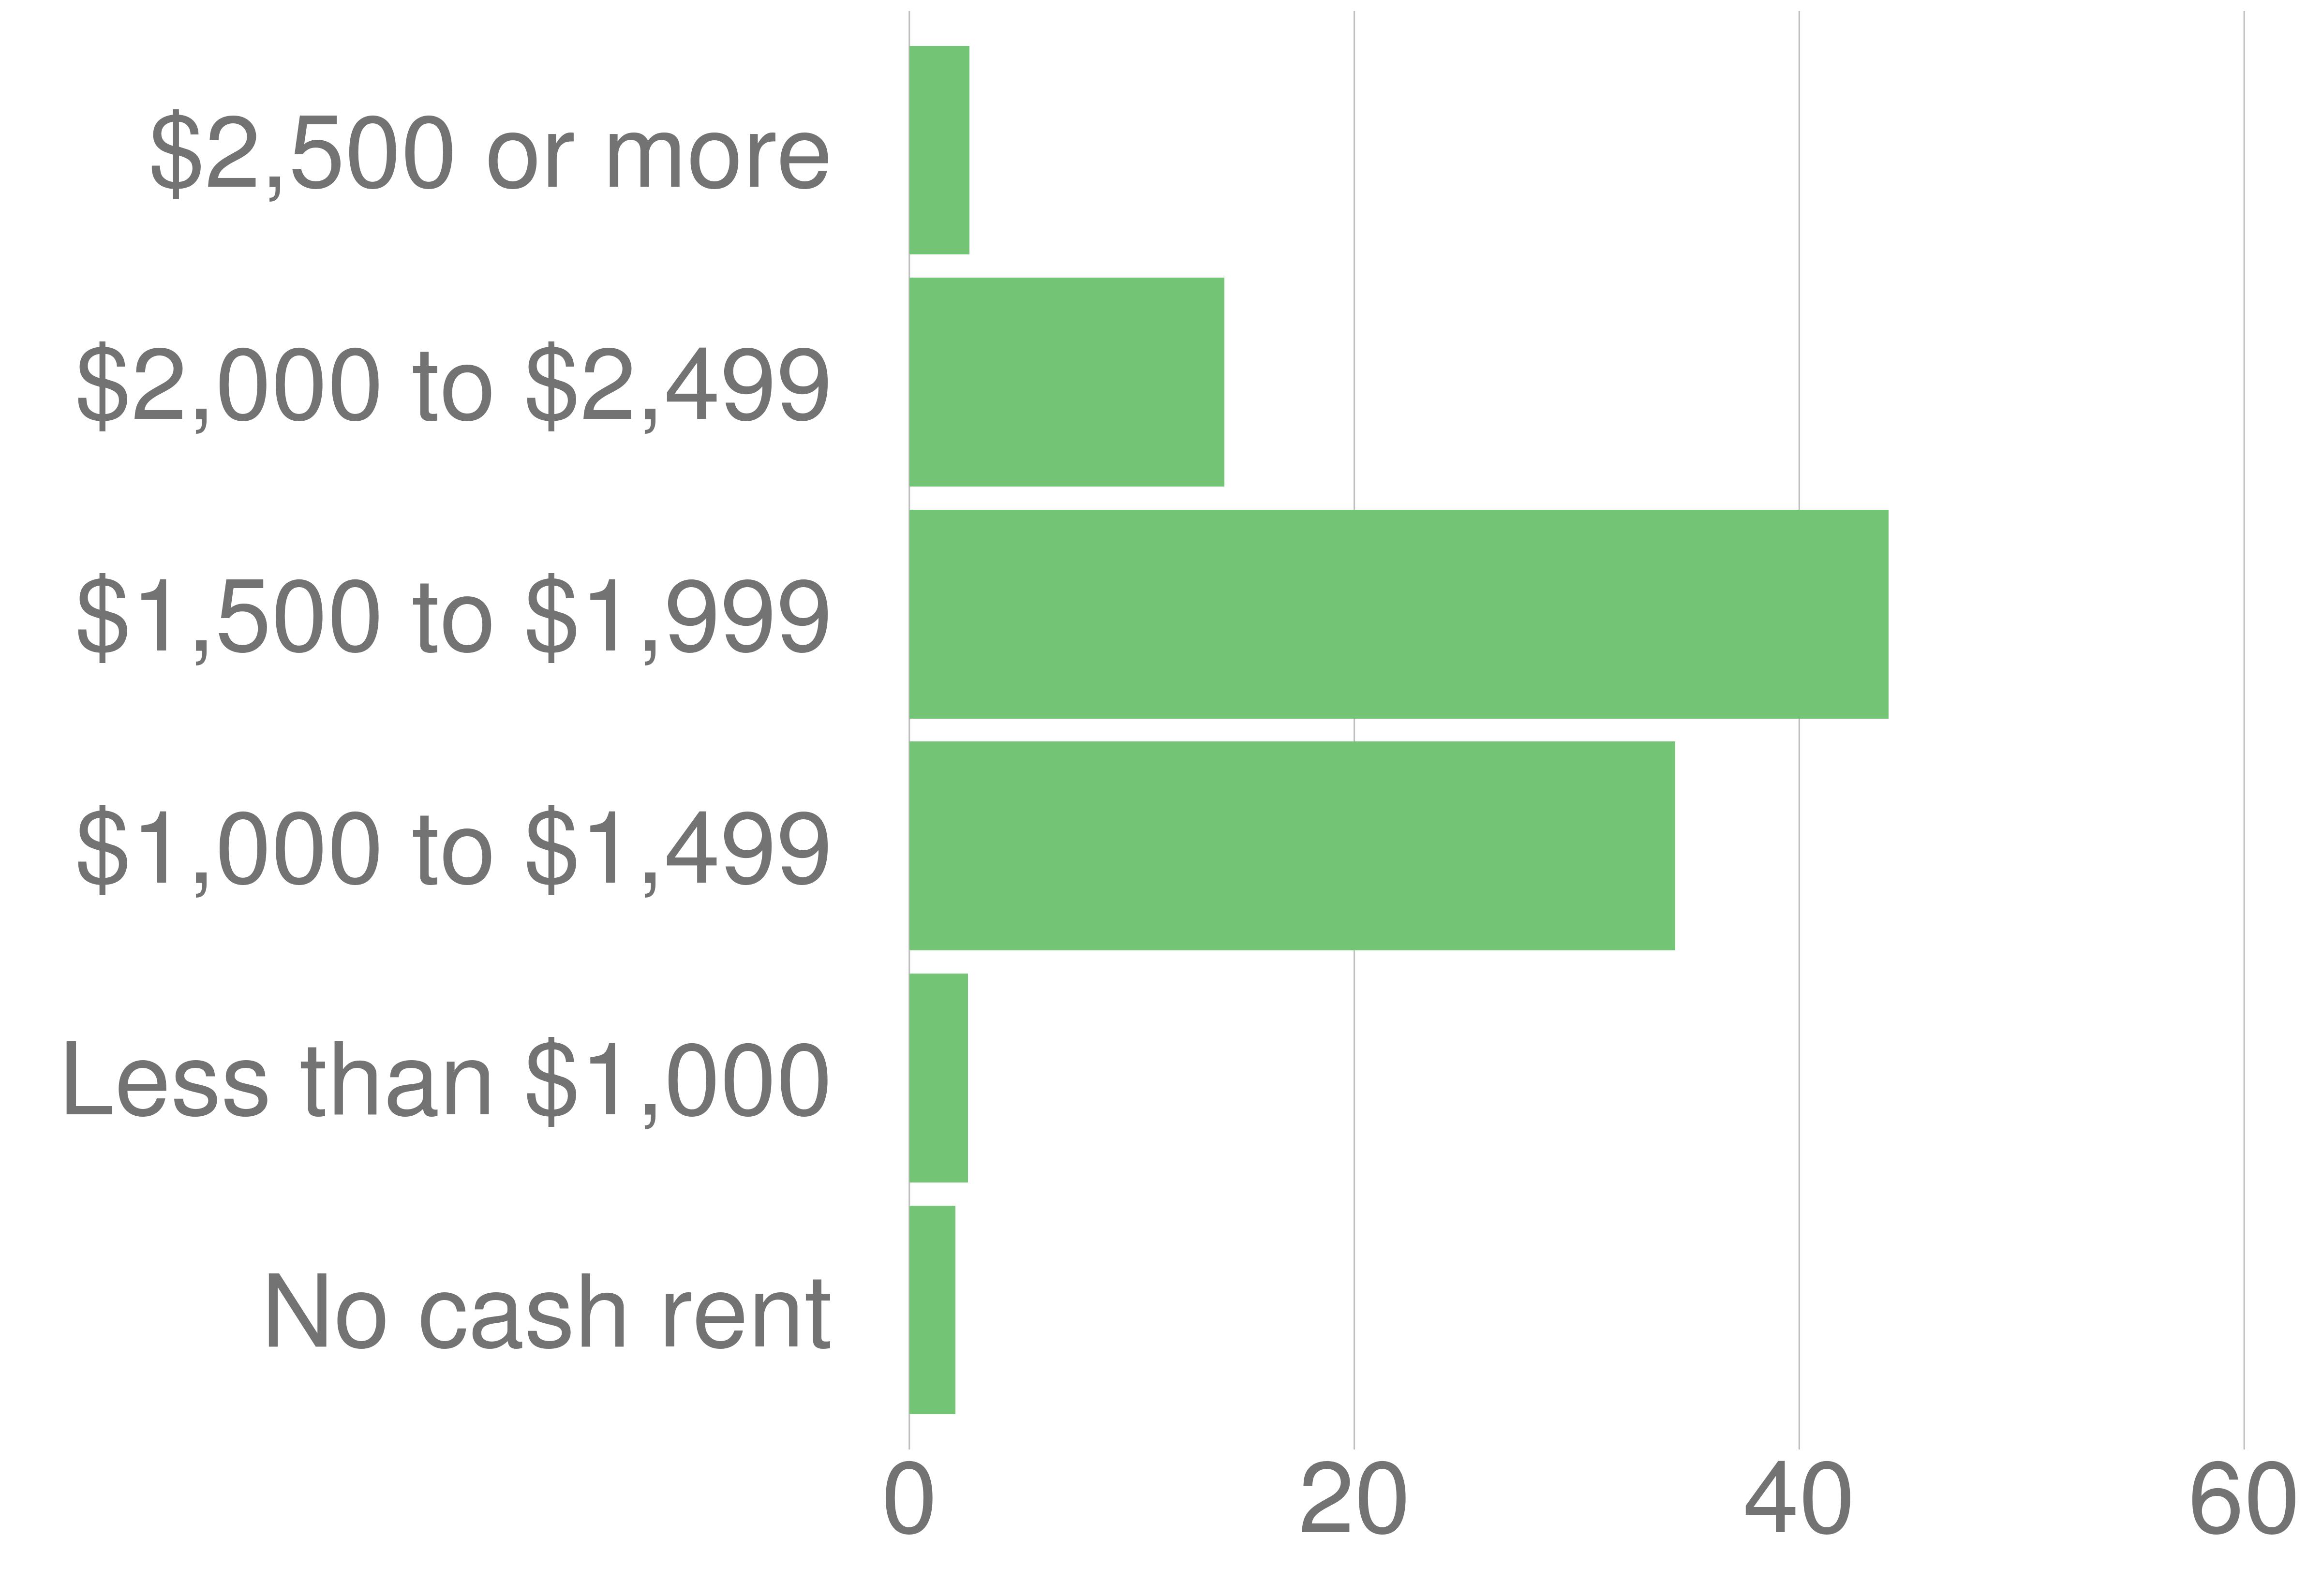 $2,500 or more
$2,000 to $2,499
$1,500 to $1,999
$1,000 to $1,499
Less than $1,000
No cash rent
0 20 40 60